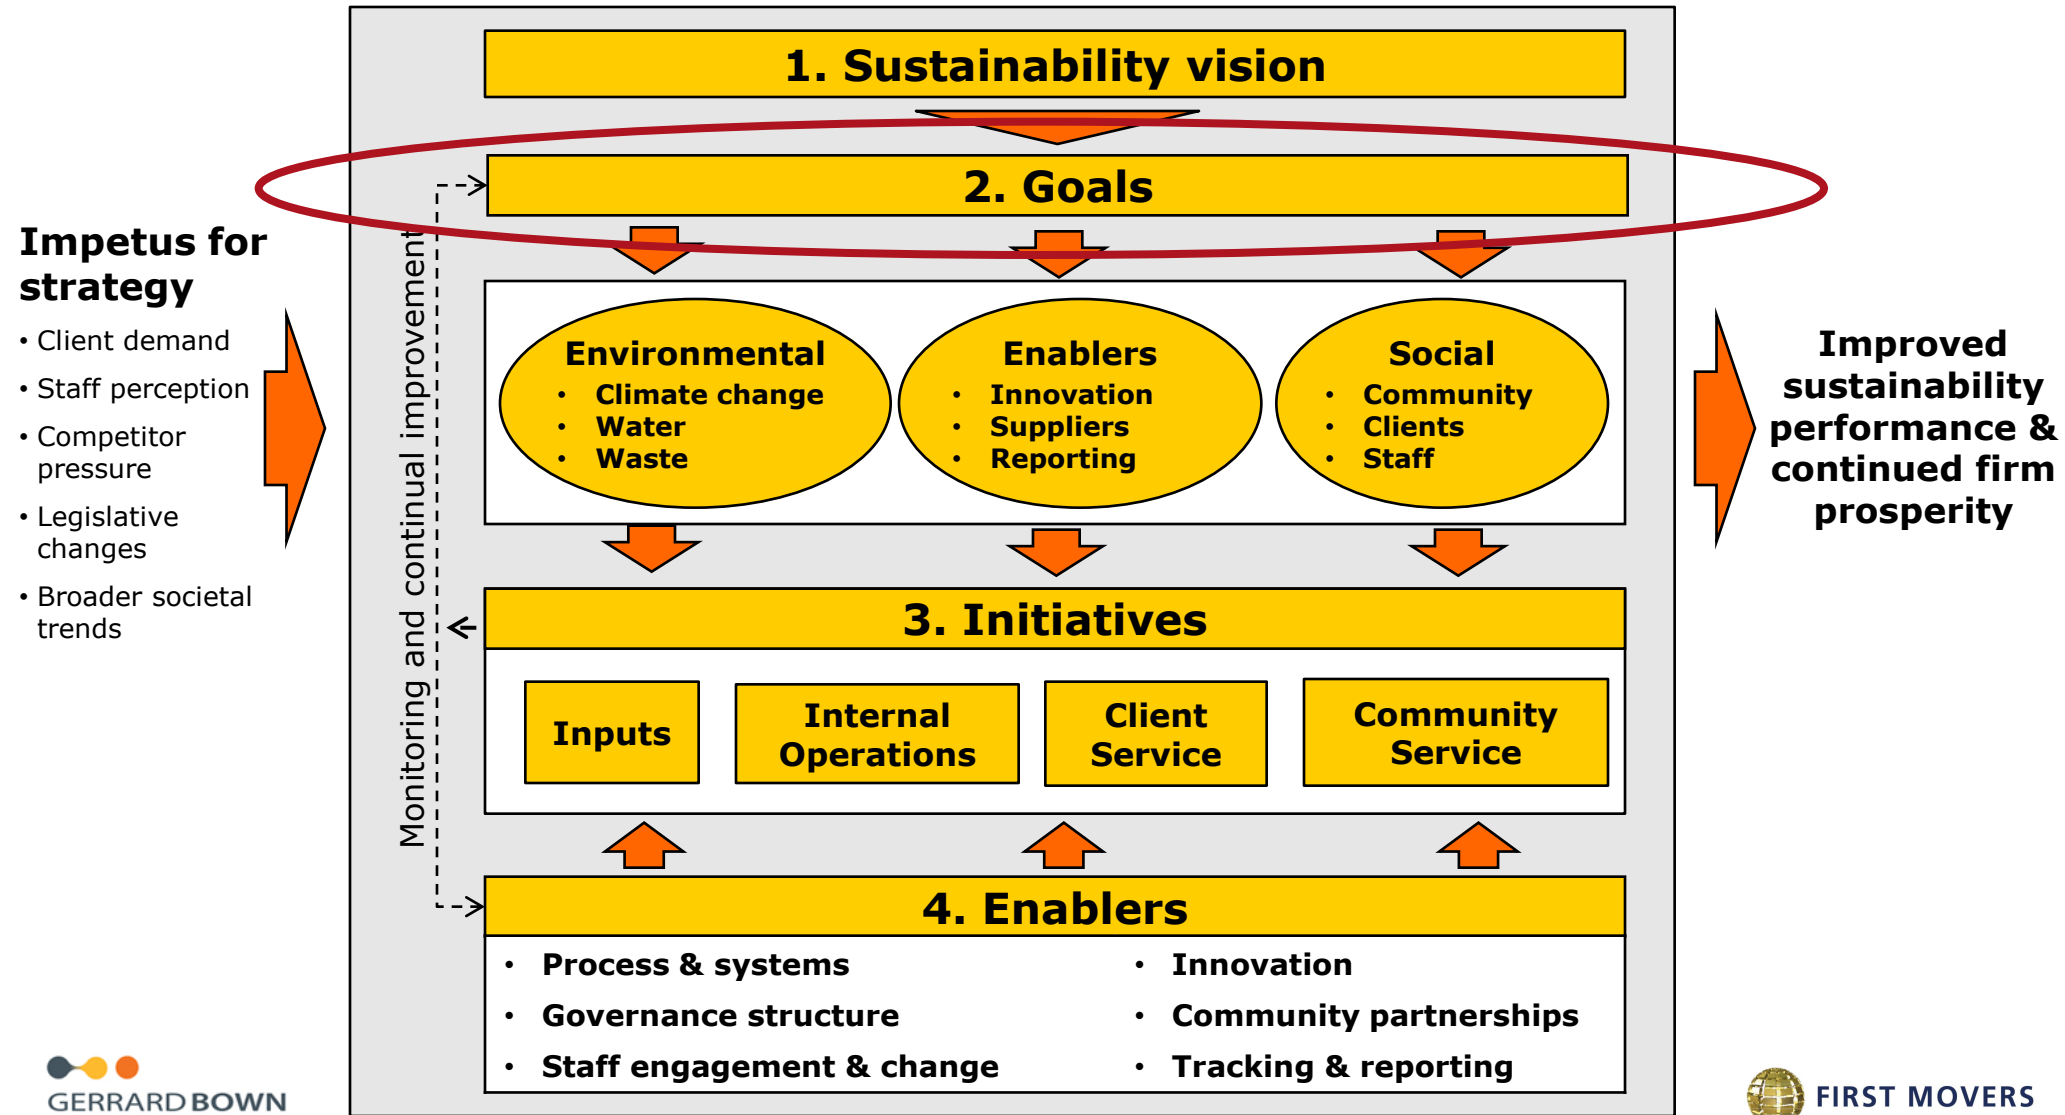 1. Sustainability vision
2. Goals
Impetus for
strategy
• Client demand
• Staff perception
• Competitor
pressure
• Legislative
changes
• Broader societal
trends
Monitoring and continual improvement
Environmental
• Climate change
• Water
• Waste
Enablers
• Innovation
• Suppliers
• Reporting
Social
• Community
• Clients
• Staff
Improved
sustainability
performance &
continued firm
prosperity
3. Initiatives
Inputs
Internal
Operations
Client
Service
Community
Service
4. Enablers
• Process & systems
• Governance structure
• Staff engagement & change
• Innovation
• Community partnerships
• Tracking & reporting
GERRARD BOWN
FIRST MOVERS